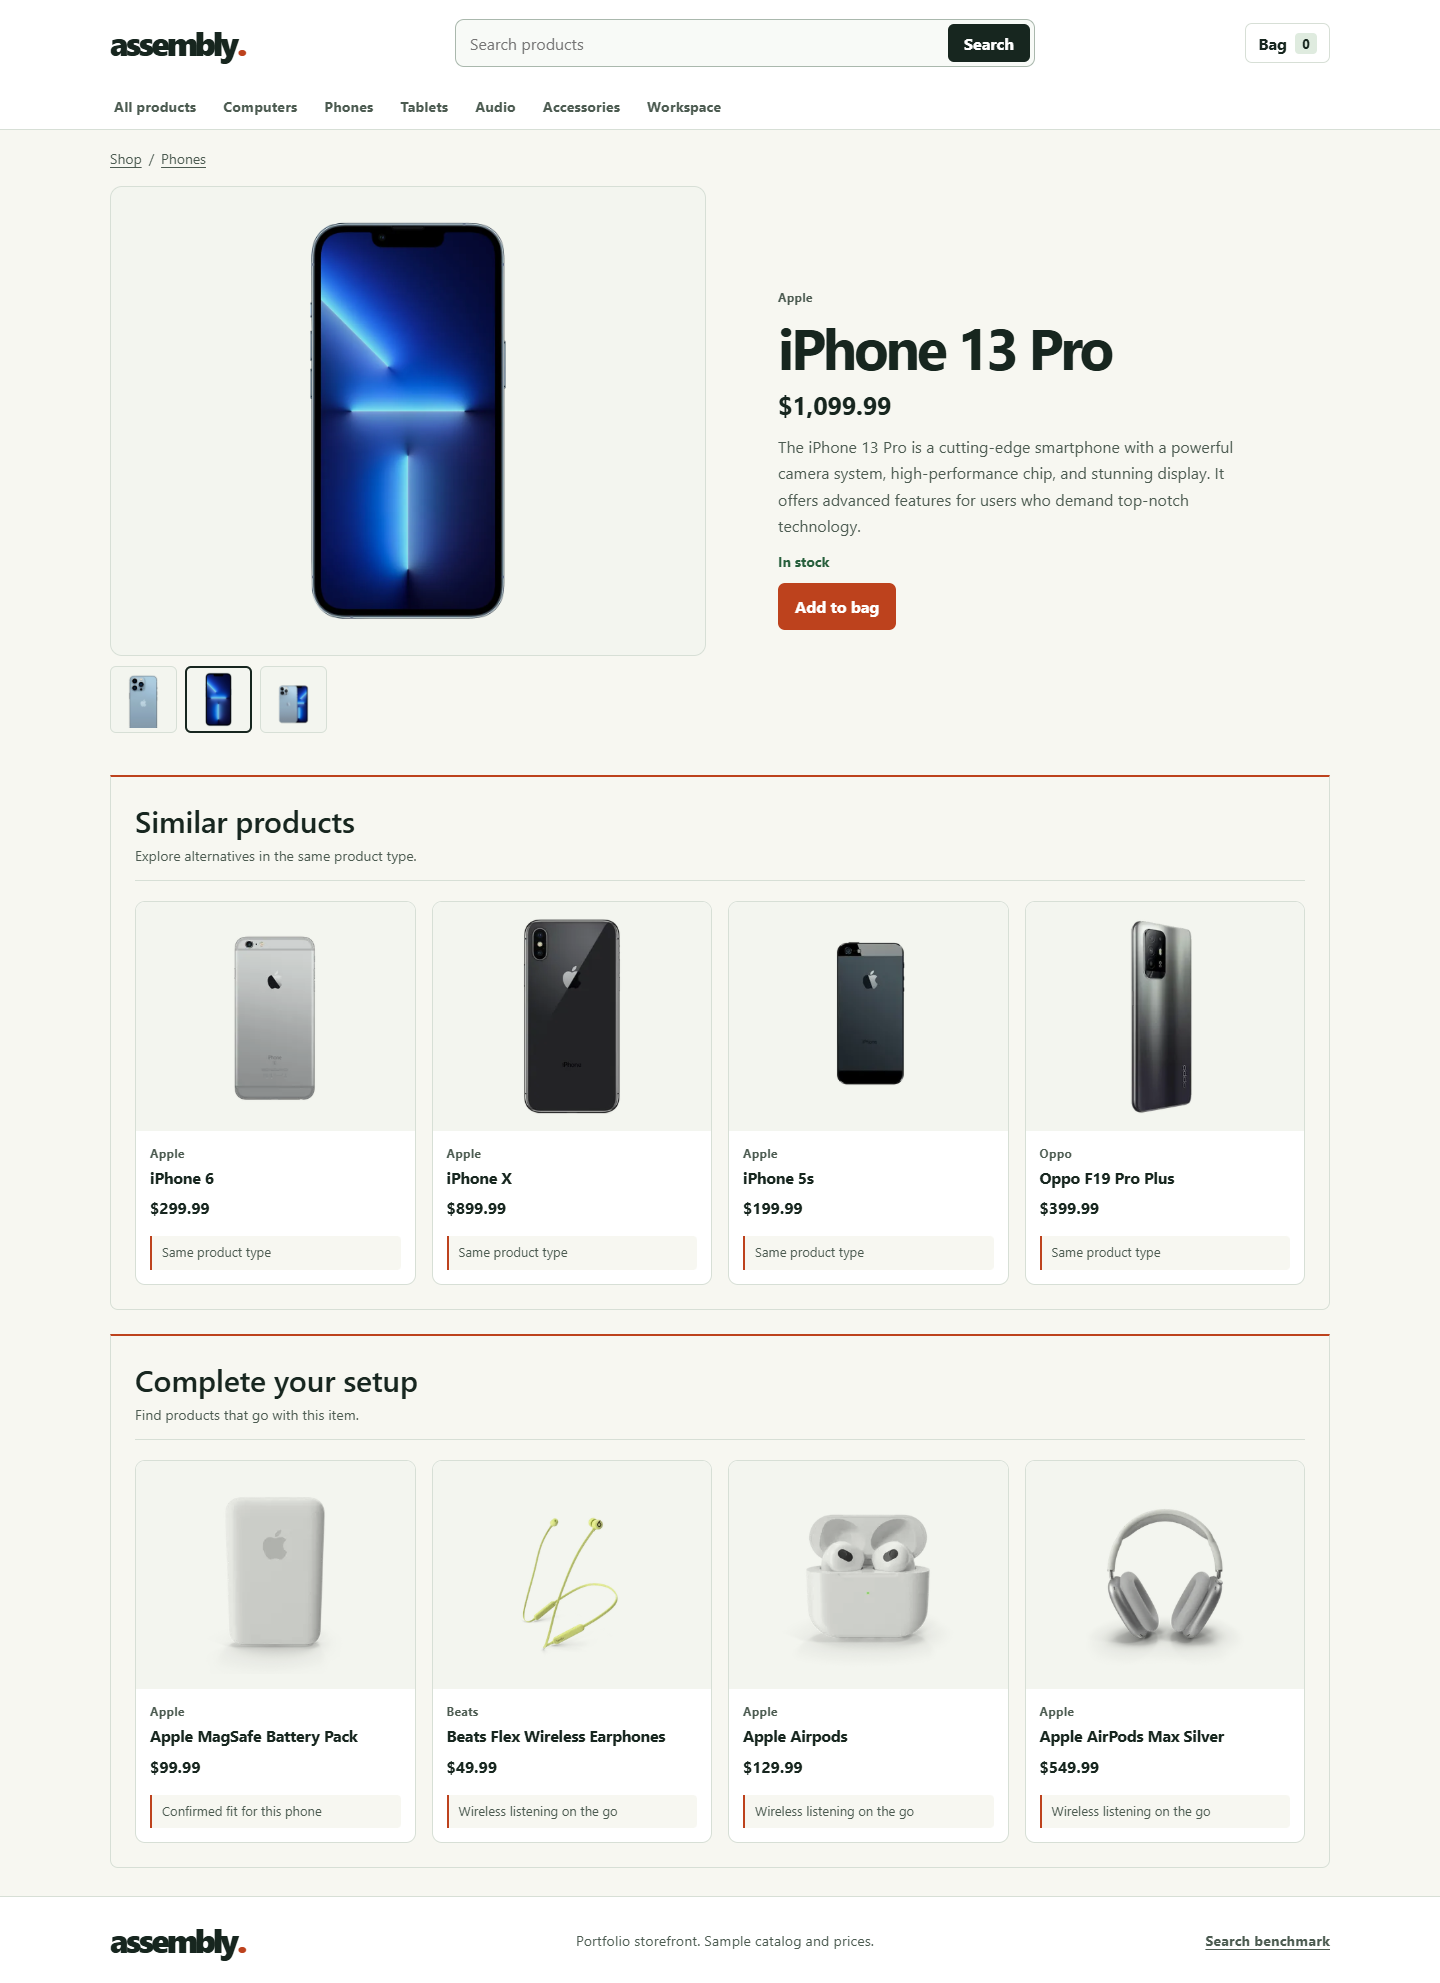 assembly.
Search products
Search
Bag 0
All products
Computers
Phones
Tablets
Audio
Accessories
Workspace
Shop / Phones
Apple
iPhone 13 Pro
$1,099.99
The iPhone 13 Pro is a cutting-edge smartphone with a powerful
camera system, high-performance chip, and stunning display. It
offers advanced features for users who demand top-notch
technology.
In stock
Add to bag
Similar products
Explore alternatives in the same product type.
Apple
iPhone 6
$299.99
Same product type
Apple
iPhone X
$899.99
Same product type
Apple
iPhone 5s
$199.99
Same product type
Oppo
Oppo F19 Pro Plus
$399.99
Same product type
Complete your setup
Find products that go with this item.
Apple
Apple MagSafe Battery Pack
$99.99
Confirmed fit for this phone
Beats
Beats Flex Wireless Earphones
$49.99
Wireless listening on the go
Apple
Apple Airpods
$129.99
Wireless listening on the go
Apple
Apple AirPods Max Silver
$549.99
Wireless listening on the go
assembly.
Portfolio storefront. Sample catalog and prices.
Search benchmark